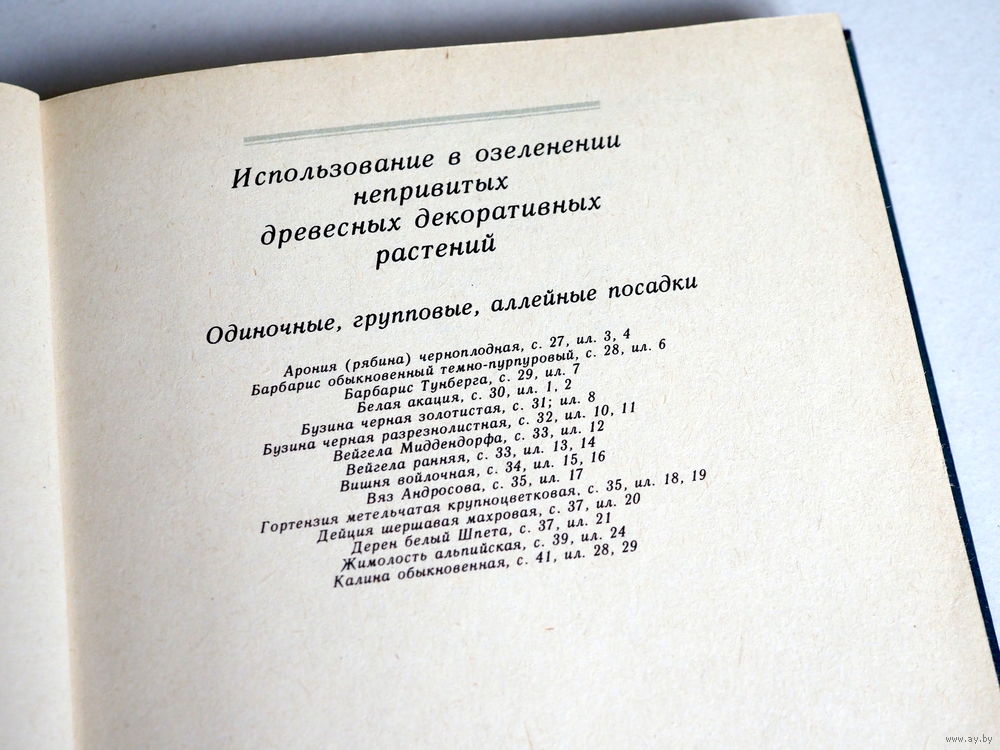 Использование в озеленении
непривитых
древесных декоративных
растений
Одиночные, групповые, аллейные посадки
Арония (рябина) черноплодная, с. 27, ил. 3, 4
Барбарис обыкновенный темно-пурпуровый, с. 28, ил. 6
Барбарис Тунберга, с. 29, ил. 7
Белая акация, с. 30, ил. 1, 2
Бузина черная золотистая, с. 31; ил. 8
Бузина черная разрезнолистная, с. 32, ил. 10, 11
Вейгела Миддендорфа, с. 33, ил. 12
Вейгела ранняя, с. 33, ил. 13, 14
Вишня войлочная, с. 34, ил. 15, 16
Вяз Андросова, с. 35, ил. 17
Гортензия метельчатая крупноцветковая, с. 35, ил. 18, 19
Дейция шершавая махровая, с. 37, ил. 20
Дерен белый Шпета, с. 37, ил. 21
Жимолость альпийская, с. 39, ил. 24
Калина обыкновенная, с. 41, ил. 28, 29
www.ay.by